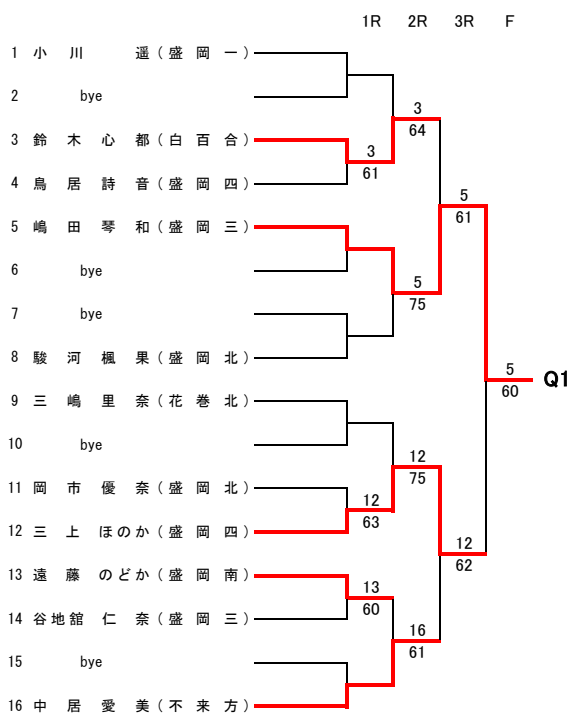 1R 2R 3R F
1 小川 遥(盛岡一)
2 bye
3
64
3 鈴木心都(白百合)
3
61
4 鳥居詩音(盛岡四)
5
61
5 嶋田琴和(盛岡三)
6 bye
5
75
7 bye
8 駿河楓果(盛岡北)
5
60
Q1
9 三嶋里奈(花巻北)
10 bye
12
75
11 岡市優奈(盛岡北)
12
63
12 三上ほのか(盛岡四)
12
62
13 遠藤のどか(盛岡南)
13
60
14 谷地舘仁奈(盛岡三)
16
61
15 bye
16 中居愛美(不来方)